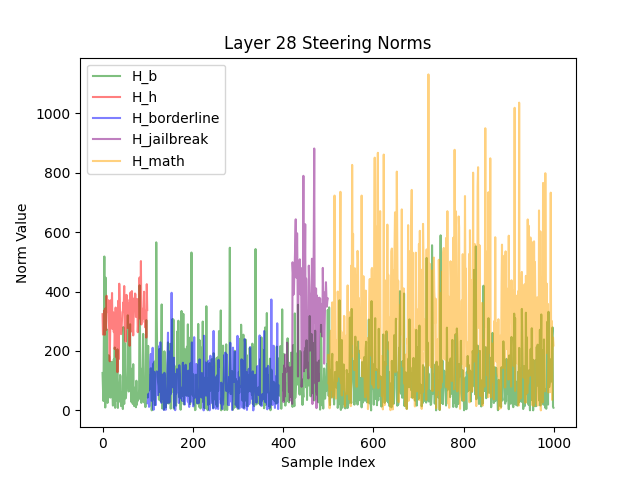 Layer 28 Steering Norms
H_b
H_h
H_borderline
H_jailbreak
H_math
Norm Value
1000
800
600
400
200
0
0 200 400 600 800 1000
Sample Index